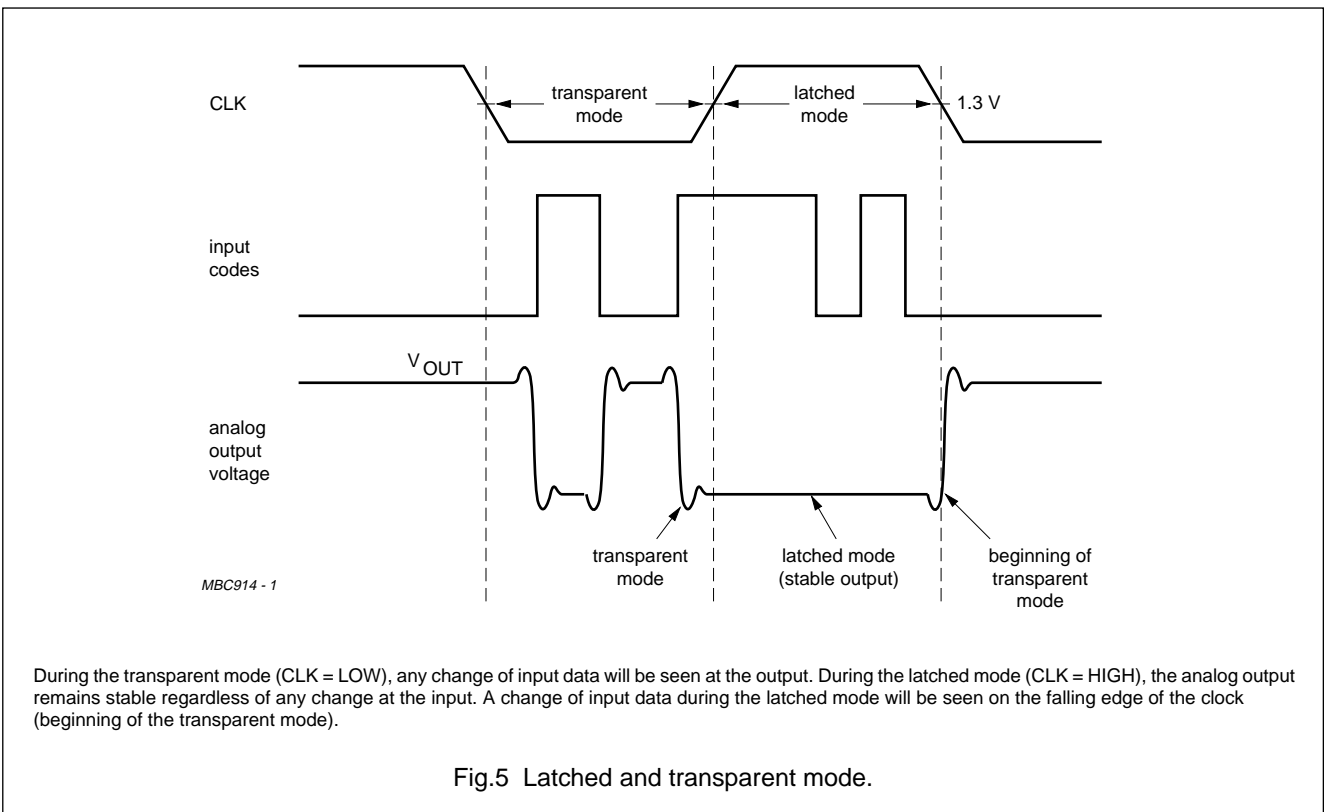 CLK
transparent
mode
latched
mode
1.3 V
input
codes
V OUT
analog
output
voltage
transparent
mode
latched mode
(stable output)
beginning of
transparent
mode
MBC914 - 1
During the transparent mode (CLK = LOW), any change of input data will be seen at the output. During the latched mode (CLK = HIGH), the analog output
remains stable regardless of any change at the input. A change of input data during the latched mode will be seen on the falling edge of the clock
(beginning of the transparent mode).
Fig.5 Latched and transparent mode.